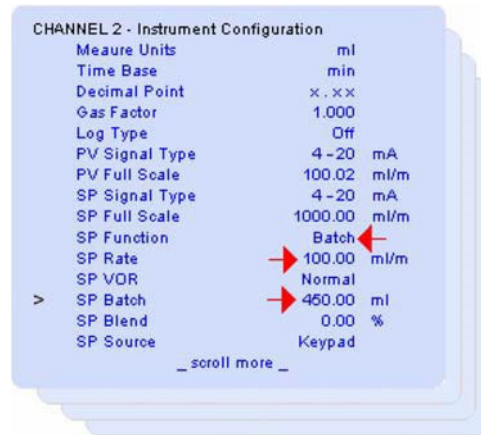 CHANNEL 2 - Instrument Configuration
Meaure Units ml
Time Base min
Decimal Point x.xx
Gas Factor 1.000
Log Type Off
PV Signal Type 4-20 mA
PV Full Scale 100.02 ml/m
SP Signal Type 4-20 mA
SP Full Scale 1000.00 ml/m
SP Function Batch
SP Rate 100.00 ml/m
SP VOR Normal
> SP Batch 450.00 ml
SP Blend 0.00 %
SP Source Keypad
_ scroll more _